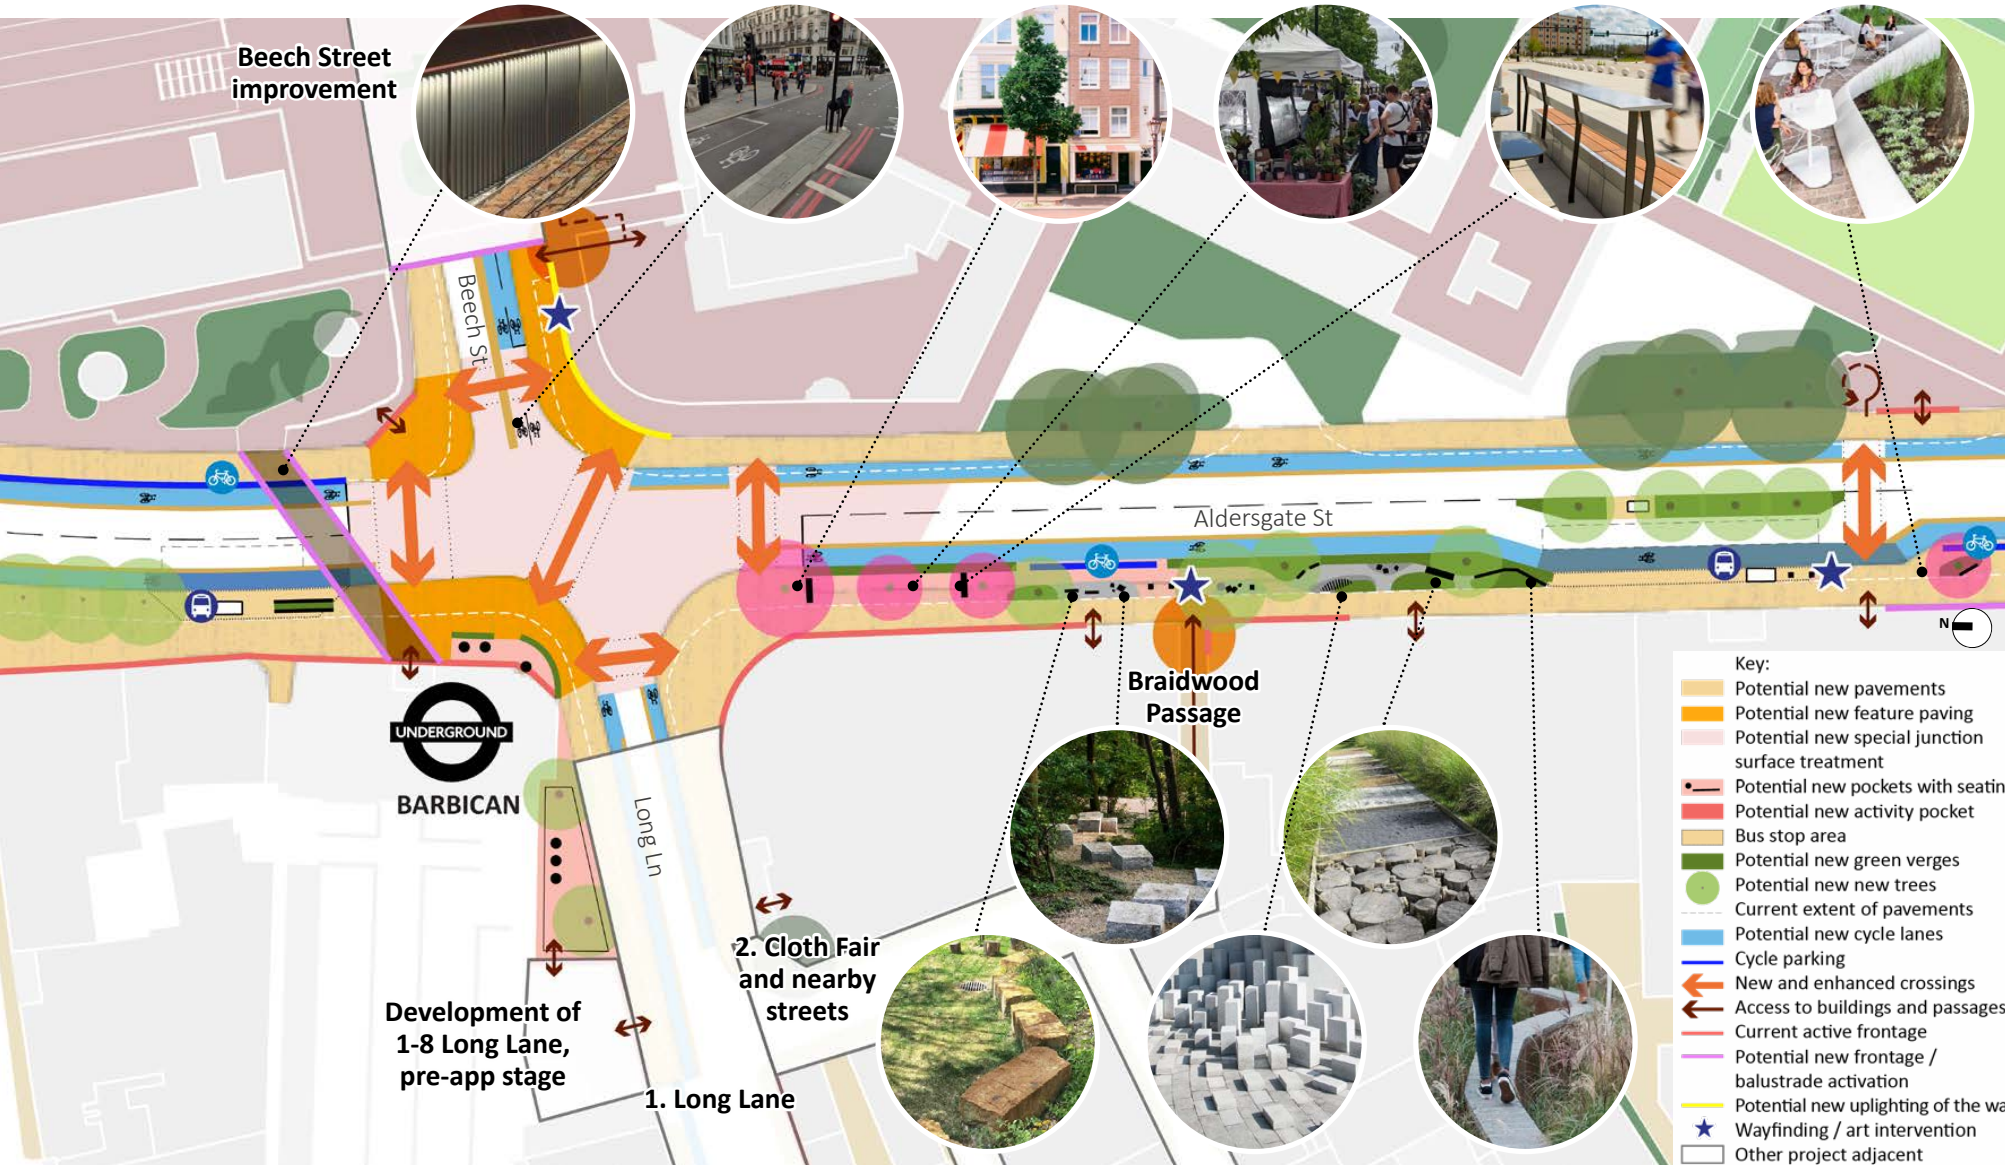 Beech Street
improvement
Beech St
Aldersgate St
N
Braidwood
Passage
UNDERGROUND
BARBICAN
Long Ln
2. Cloth Fair
and nearby
streets
Development of
1-8 Long Lane,
pre-app stage
1. Long Lane
Key:
Potential new pavements
Potential new feature paving
Potential new special junction
surface treatment
Potential new pockets with seatin
Potential new activity pocket
Bus stop area
Potential new green verges
Potential new new trees
Current extent of pavements
Potential new cycle lanes
Cycle parking
New and enhanced crossings
Access to buildings and passages
Current active frontage
Potential new frontage /
balustrade activation
Potential new uplighting of the wa
Wayfinding / art intervention
Other project adjacent